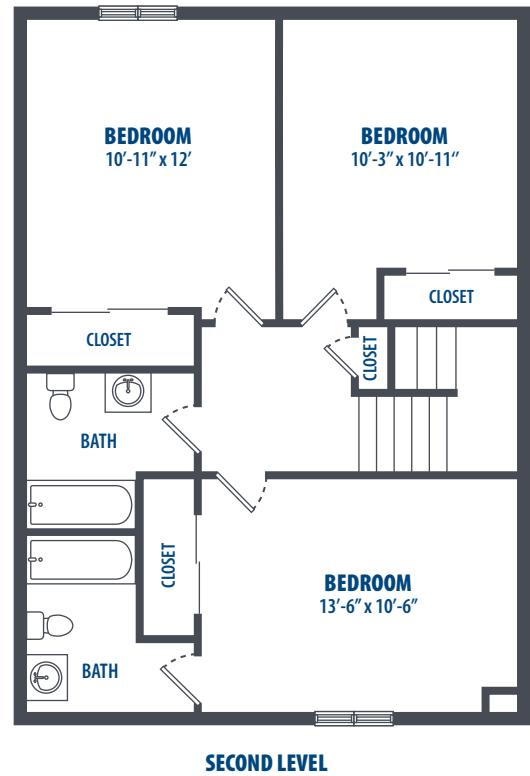 BEDROOM
10'-11" x 12'
BEDROOM
10'-3" x 10'-11"
CLOSET
CLOSET
CLOSET
BATH
CLOSET
BEDROOM
13'-6" x 10'-6"
BATH
SECOND LEVEL